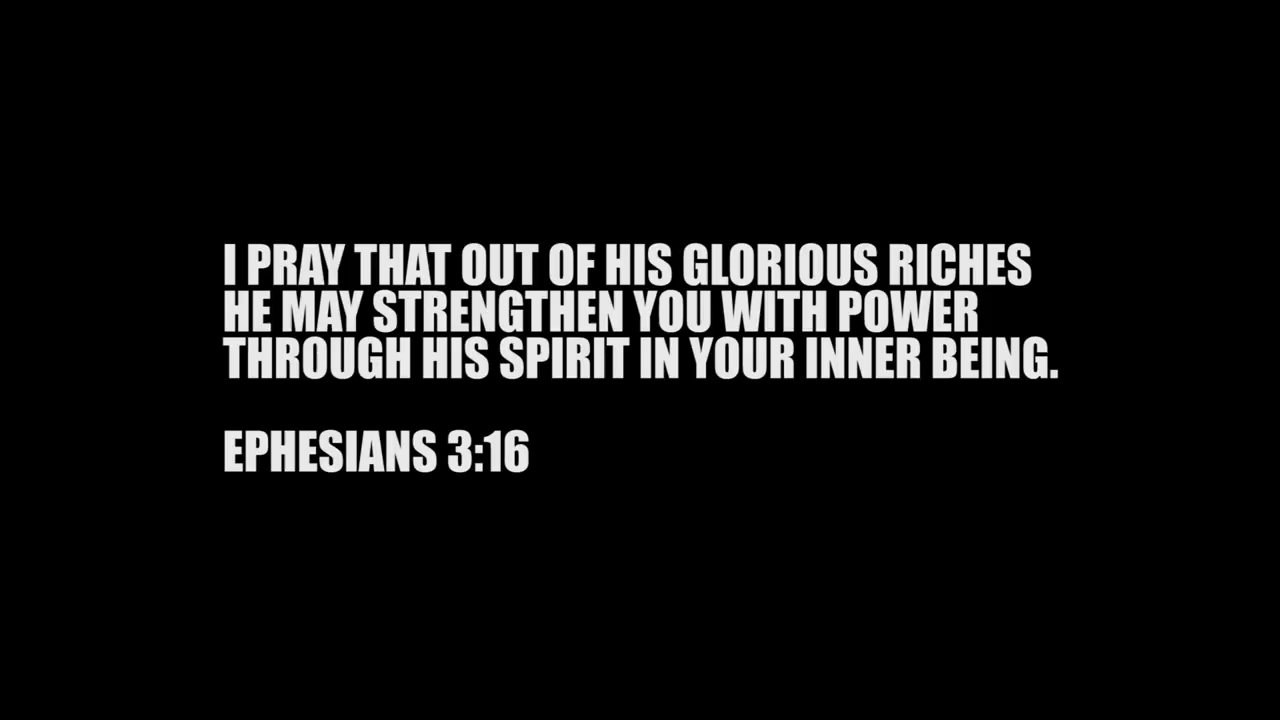 I PRAY THAT OUT OF HIS GLORIOUS RICHES
HE MAY STRENGTHEN YOU WITH POWER
THROUGH HIS SPIRIT IN YOUR INNER BEING.
EPHESIANS 3:16